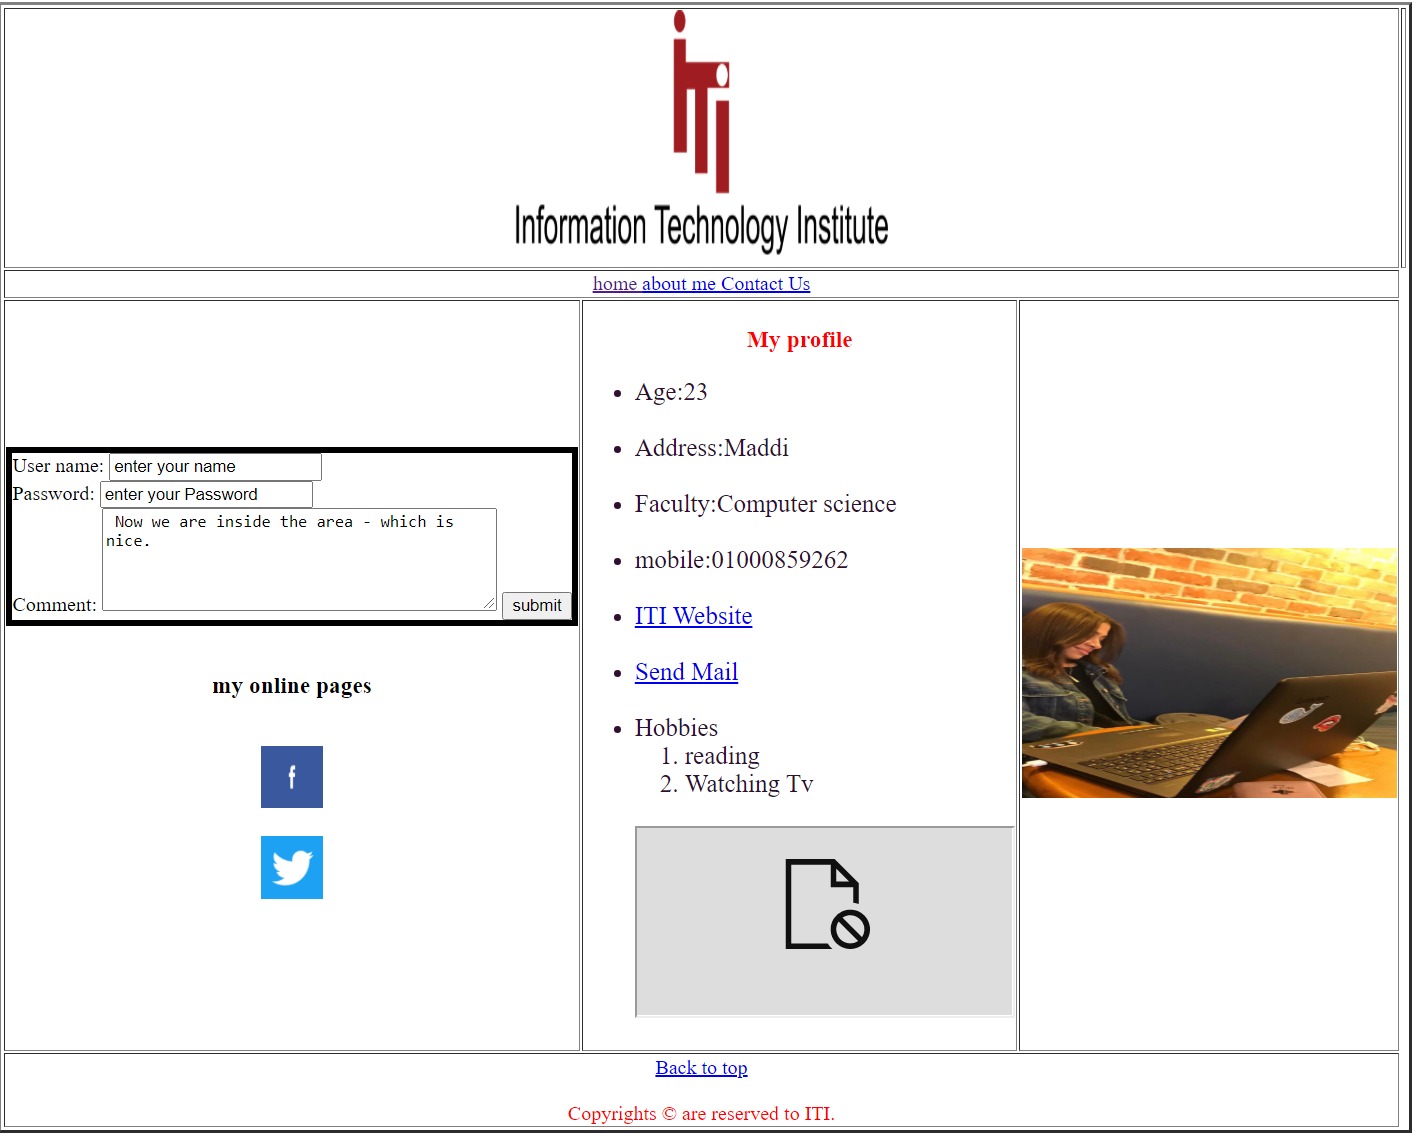 iTi
Information Technology Institute
home about me Contact Us
User name: enter your name
Password: enter your Password
Now we are inside the area - which is
nice.
Comment: submit
my online pages
f
My profile
Age:23
Address:Maddi
Faculty:Computer science
mobile:01000859262
ITI Website
Send Mail
Hobbies
1. reading
2. Watching Tv
Back to top
Copyrights © are reserved to ITI.